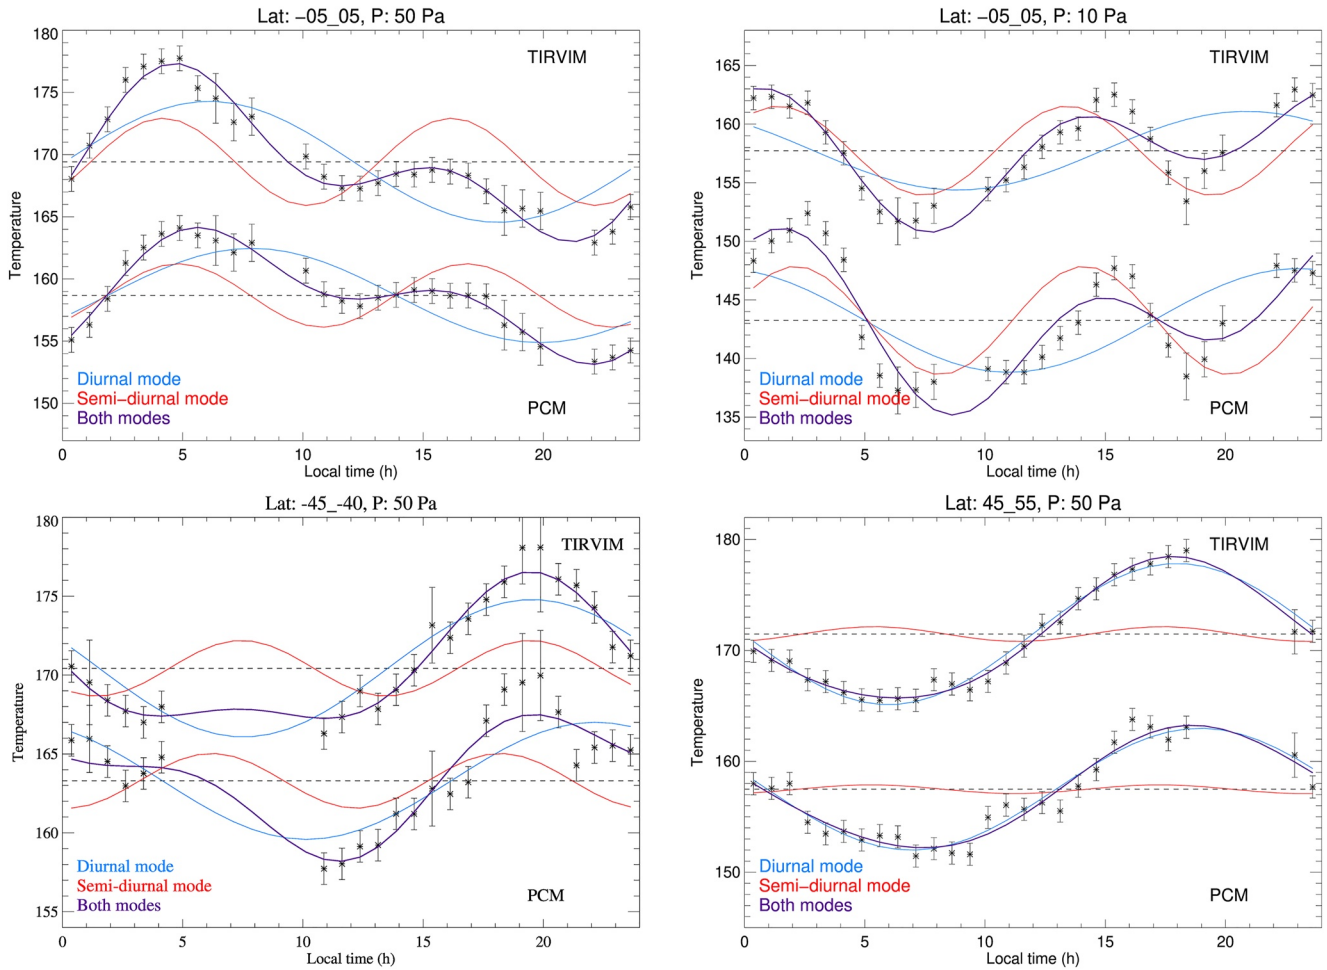 Lat: −05_05, P: 50 Pa
180
175
170
165
160
155
150
Temperature
TIRVIM
Diurnal mode
Semi−diurnal mode
Both modes
PCM
0 5 10 15 20
Local time (h)
Lat: −05_05, P: 10 Pa
165
160
155
150
145
140
135
Temperature
TIRVIM
Diurnal mode
Semi−diurnal mode
Both modes
PCM
0 5 10 15 20
Local time (h)
Lat: -45_-40, P: 50 Pa
180
175
170
165
160
155
Temperature
TIRVIM
Diurnal mode
Semi-diurnal mode
Both modes
PCM
0 5 10 15 20
Local time (h)
Lat: 45_55, P: 50 Pa
180
170
160
150
Temperature
TIRVIM
Diurnal mode
Semi−diurnal mode
Both modes
PCM
0 5 10 15 20
Local time (h)